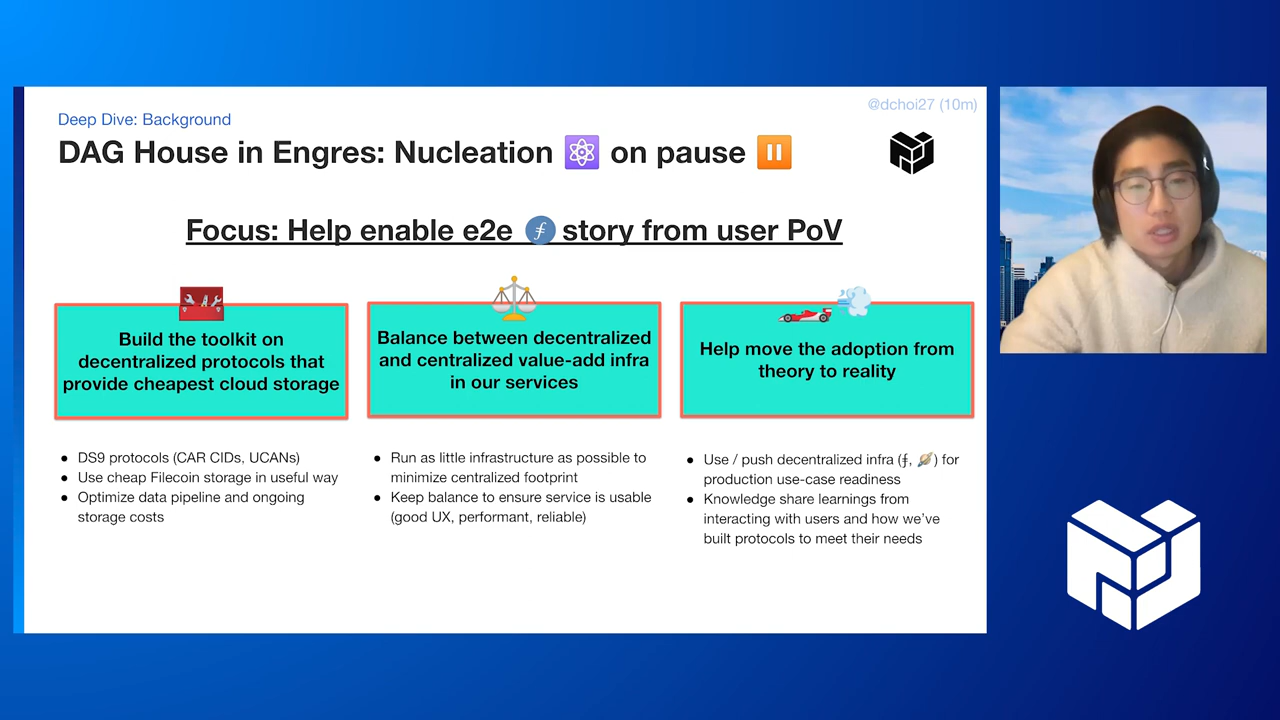 @dchoi27 (10m)
Deep Dive: Background
DAG House in Engres: Nucleation ⚛️ on pause ⏸️
Focus: Help enable e2e ⨍ story from user PoV
Build the toolkit on
decentralized protocols that
provide cheapest cloud storage
● DS9 protocols (CAR CIDs, UCANs)
● Use cheap Filecoin storage in useful way
● Optimize data pipeline and ongoing
storage costs
Balance between decentralized
and centralized value-add infra
in our services
● Run as little infrastructure as possible to
minimize centralized footprint
● Keep balance to ensure service is usable
(good UX, performant, reliable)
Help move the adoption from
theory to reality
● Use / push decentralized infra (⨍, 🪐) for
production use-case readiness
● Knowledge share learnings from
interacting with users and how we’ve
built protocols to meet their needs